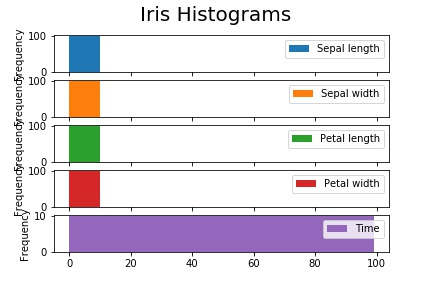 Iris Histograms
Frequency
100
0
Sepal length
Frequency
100
0
Sepal width
Frequency
100
0
Petal length
Frequency
100
0
Petal width
Frequency
10
0
Time
0 20 40 60 80 100